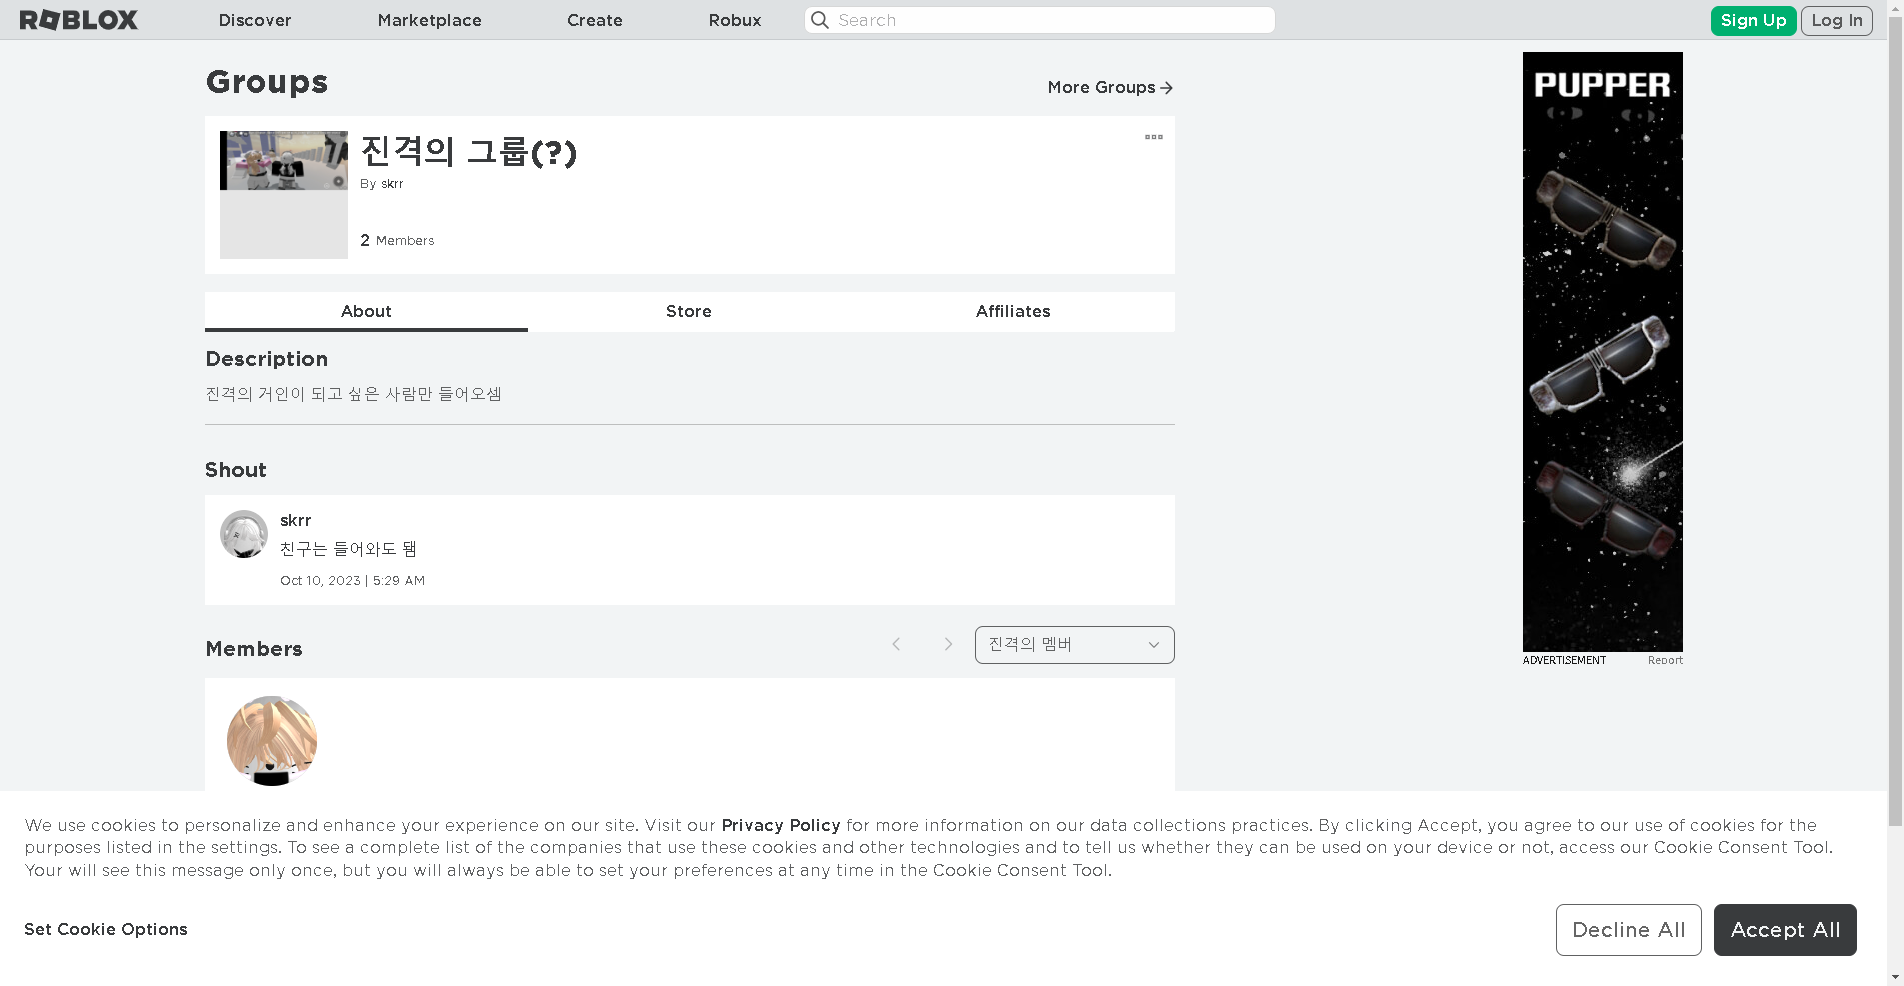 ROBLOX
Discover
Marketplace
Create
Robux
Search
Sign Up
Log In
Groups
More Groups
진격의 그룹(?)
By skrr
2 Members
About
Store
Affiliates
Description
진격의 거인이 되고 싶은 사람만 들어오셈
Shout
skrr
친구는 들어와도 됌
Oct 10, 2023 | 5:29 AM
Members
진격의 멤버
PUPPER
ADVERTISEMENT
Report
We use cookies to personalize and enhance your experience on our site. Visit our Privacy Policy for more information on our data collections practices. By clicking Accept, you agree to our use of cookies for the
purposes listed in the settings. To see a complete list of the companies that use these cookies and other technologies and to tell us whether they can be used on your device or not, access our Cookie Consent Tool.
Your will see this message only once, but you will always be able to set your preferences at any time in the Cookie Consent Tool.
Set Cookie Options
Decline All
Accept All